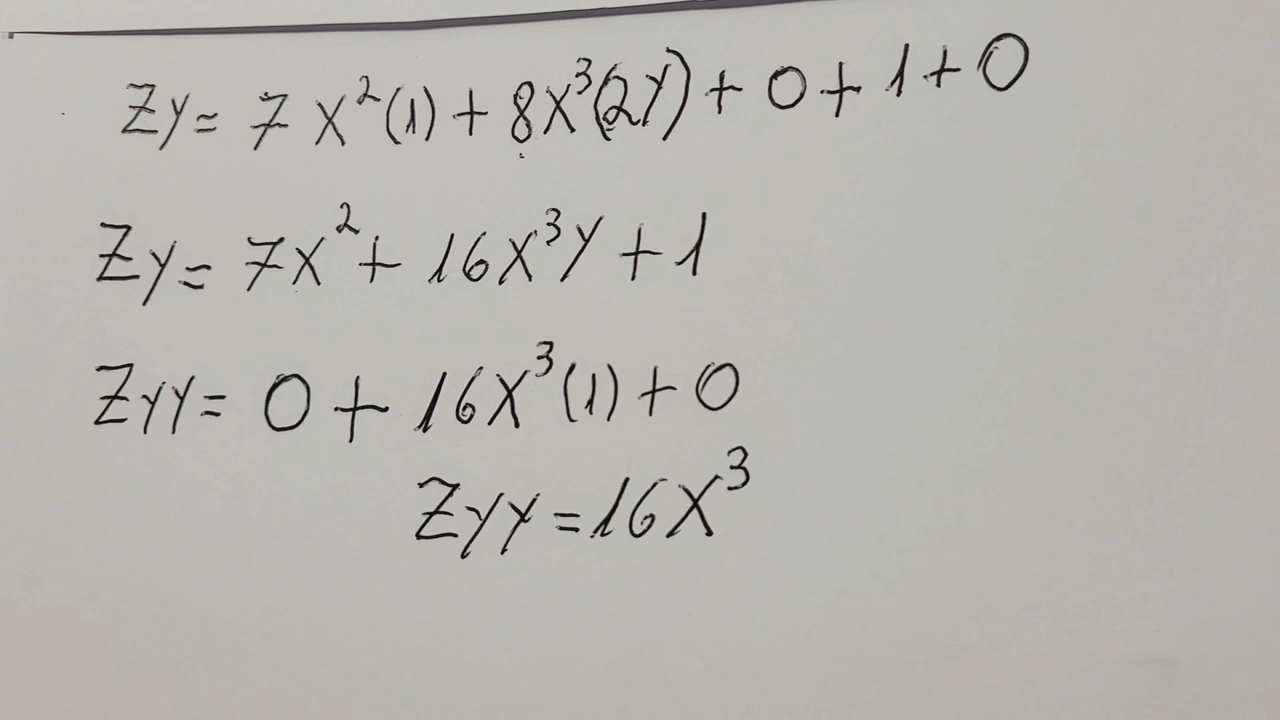 Zy= 7x²(1) + 8x³(2y) + 0 + 1 + 0
Zy= 7x² + 16x³y + 1
Zyy= 0 + 16x³(1) + 0
Zyy = 16x³